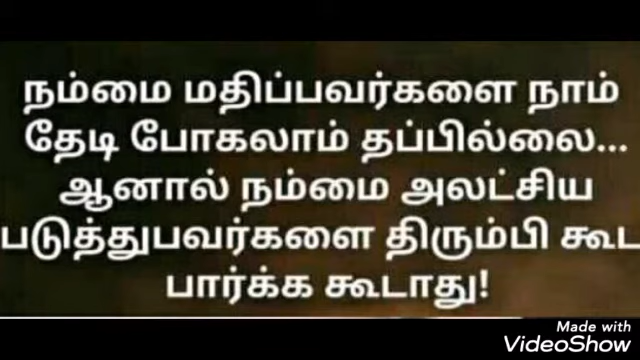 நம்மை மதிப்பவர்களை நாம்
தேடி போகலாம் தப்பில்லை...
ஆனால் நம்மை அலட்சிய
படுத்துபவர்களை திரும்பி கூட
பார்க்க கூடாது!
Made with
VideoShow